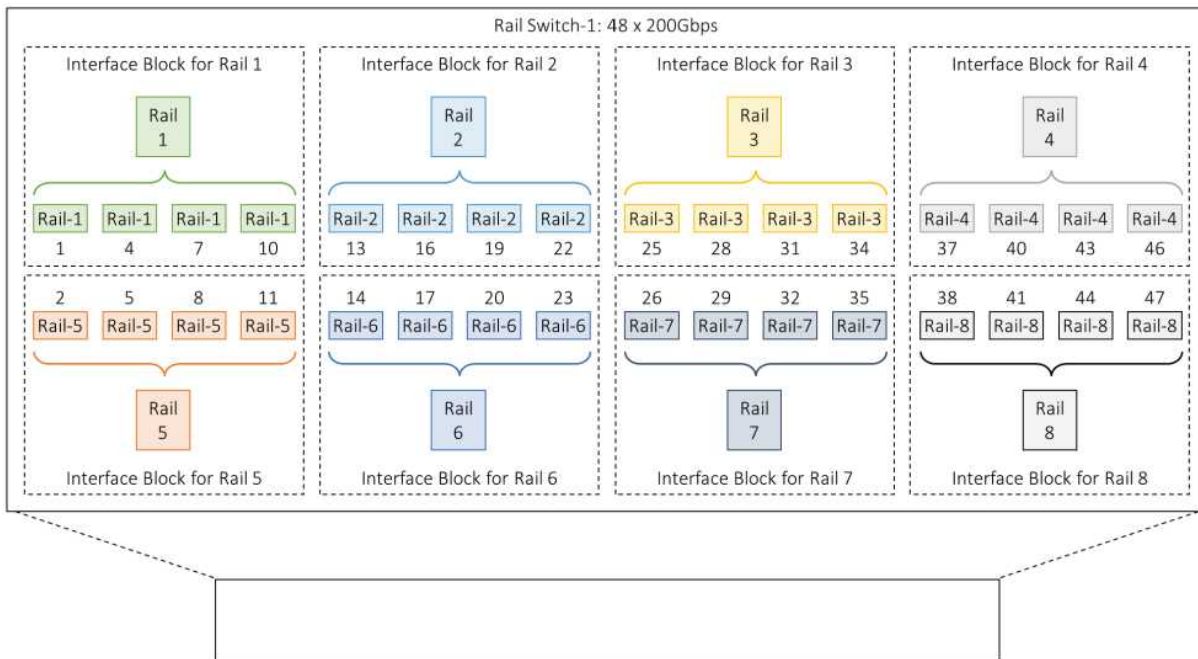 Rail Switch-1: 48 x 200Gbps
Interface Block for Rail 1 Interface Block for Rail 2 Interface Block for Rail 3 Interface Block for Rail 4
Rail Rail Rail Rail
1 2 3 4
Rail-1 Rail-1 Rail-1 Rail-1 Rail-2 Rail-2 Rail-2 Rail-2 Rail-3 Rail-3 Rail-3 Rail-3 Rail-4 Rail-4 Rail-4 Rail-4
1 4 7 10 13 16 19 22 25 28 31 34 37 40 43 46
2 5 8 11 14 17 20 23 26 29 32 35 38 41 44 47
Rail-5 Rail-5 Rail-5 Rail-5 Rail-6 Rail-6 Rail-6 Rail-6 Rail-7 Rail-7 Rail-7 Rail-7 Rail-8 Rail-8 Rail-8 Rail-8
Rail Rail Rail Rail
5 6 7 8
Interface Block for Rail 5 Interface Block for Rail 6 Interface Block for Rail 7 Interface Block for Rail 8